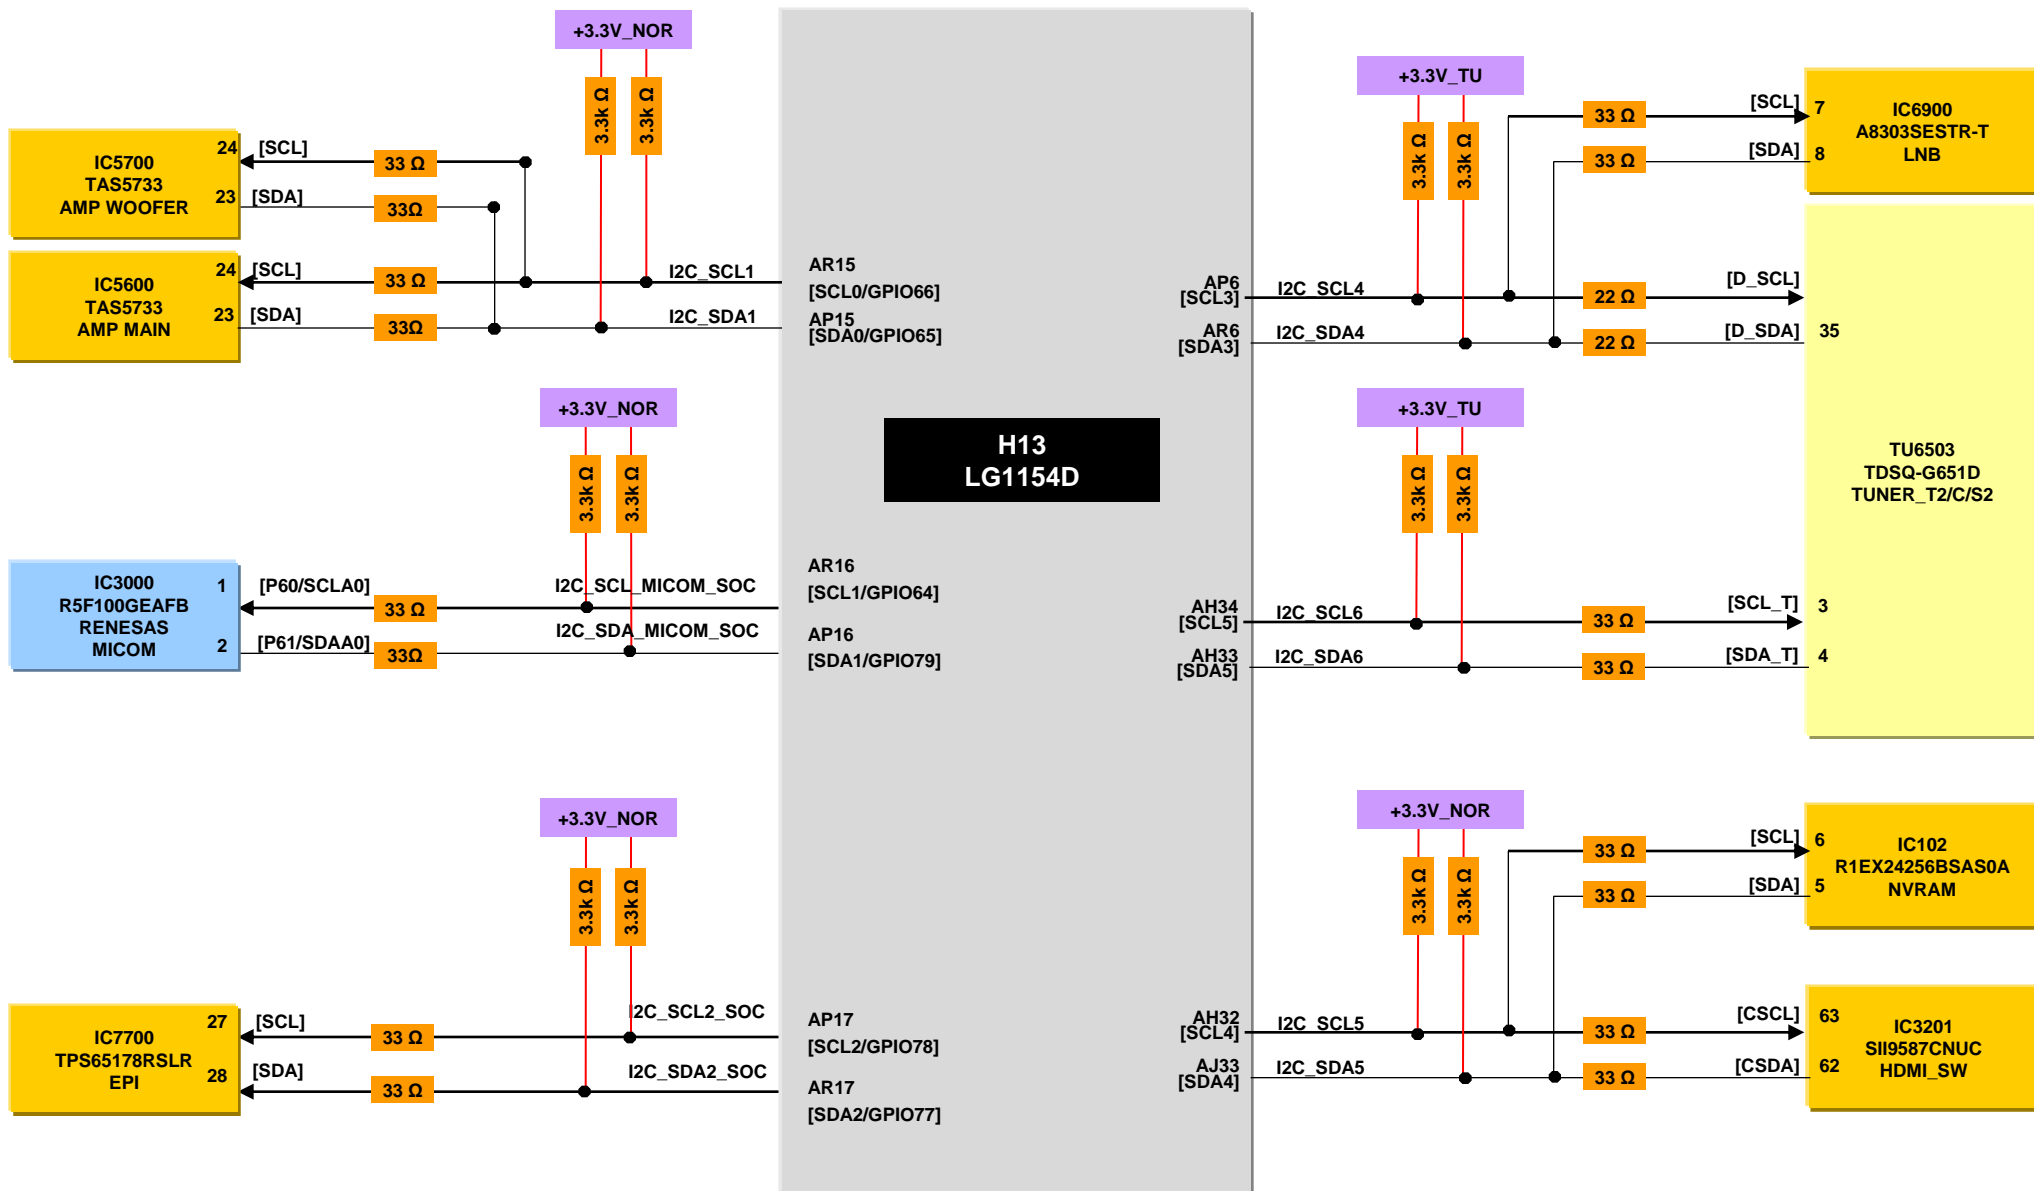 +3.3V_NOR
3.3k Ω
3.3k Ω
IC5700
TAS5733
AMP WOOFER
24
[SCL]
33 Ω
23
[SDA]
33Ω
IC5600
TAS5733
AMP MAIN
24
[SCL]
33 Ω
I2C_SCL1
23
[SDA]
33Ω
I2C_SDA1
AR15
[SCL0/GPIO66]
AP15
[SDA0/GPIO65]
+3.3V_NOR
3.3k Ω
3.3k Ω
IC3000
R5F100GEAFB
RENESAS
MICOM
1
[P60/SCLA0]
33 Ω
I2C_SCL_MICOM_SOC
2
[P61/SDAA0]
33Ω
I2C_SDA_MICOM_SOC
AR16
[SCL1/GPIO64]
AP16
[SDA1/GPIO79]
+3.3V_NOR
3.3k Ω
3.3k Ω
IC7700
TPS65178RSLR
EPI
27
[SCL]
33 Ω
I2C_SCL2_SOC
28
[SDA]
33 Ω
I2C_SDA2_SOC
AP17
[SCL2/GPIO78]
AR17
[SDA2/GPIO77]
H13
LG1154D
+3.3V_TU
3.3k Ω
3.3k Ω
33 Ω
[SCL]
7
33 Ω
[SDA]
8
IC6900
A8303SESTR-T
LNB
AP6
[SCL3]
I2C_SCL4
22 Ω
[D_SCL]
AR6
[SDA3]
I2C_SDA4
22 Ω
[D_SDA]
35
+3.3V_TU
3.3k Ω
3.3k Ω
TU6503
TDSQ-G651D
TUNER_T2/C/S2
AH34
[SCL5]
I2C_SCL6
33 Ω
[SCL_T]
3
AH33
[SDA5]
I2C_SDA6
33 Ω
[SDA_T]
4
+3.3V_NOR
3.3k Ω
3.3k Ω
33 Ω
[SCL]
6
33 Ω
[SDA]
5
IC102
R1EX24256BSAS0A
NVRAM
AH32
[SCL4]
I2C_SCL5
33 Ω
[CSCL]
63
AJ33
[SDA4]
I2C_SDA5
33 Ω
[CSDA]
62
IC3201
SII9587CNUC
HDMI_SW